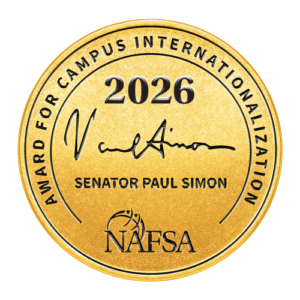 AWARD FOR CAMPUS INTERNATIONALIZATION
2026
Paul Simon
SENATOR PAUL SIMON
NAFSA